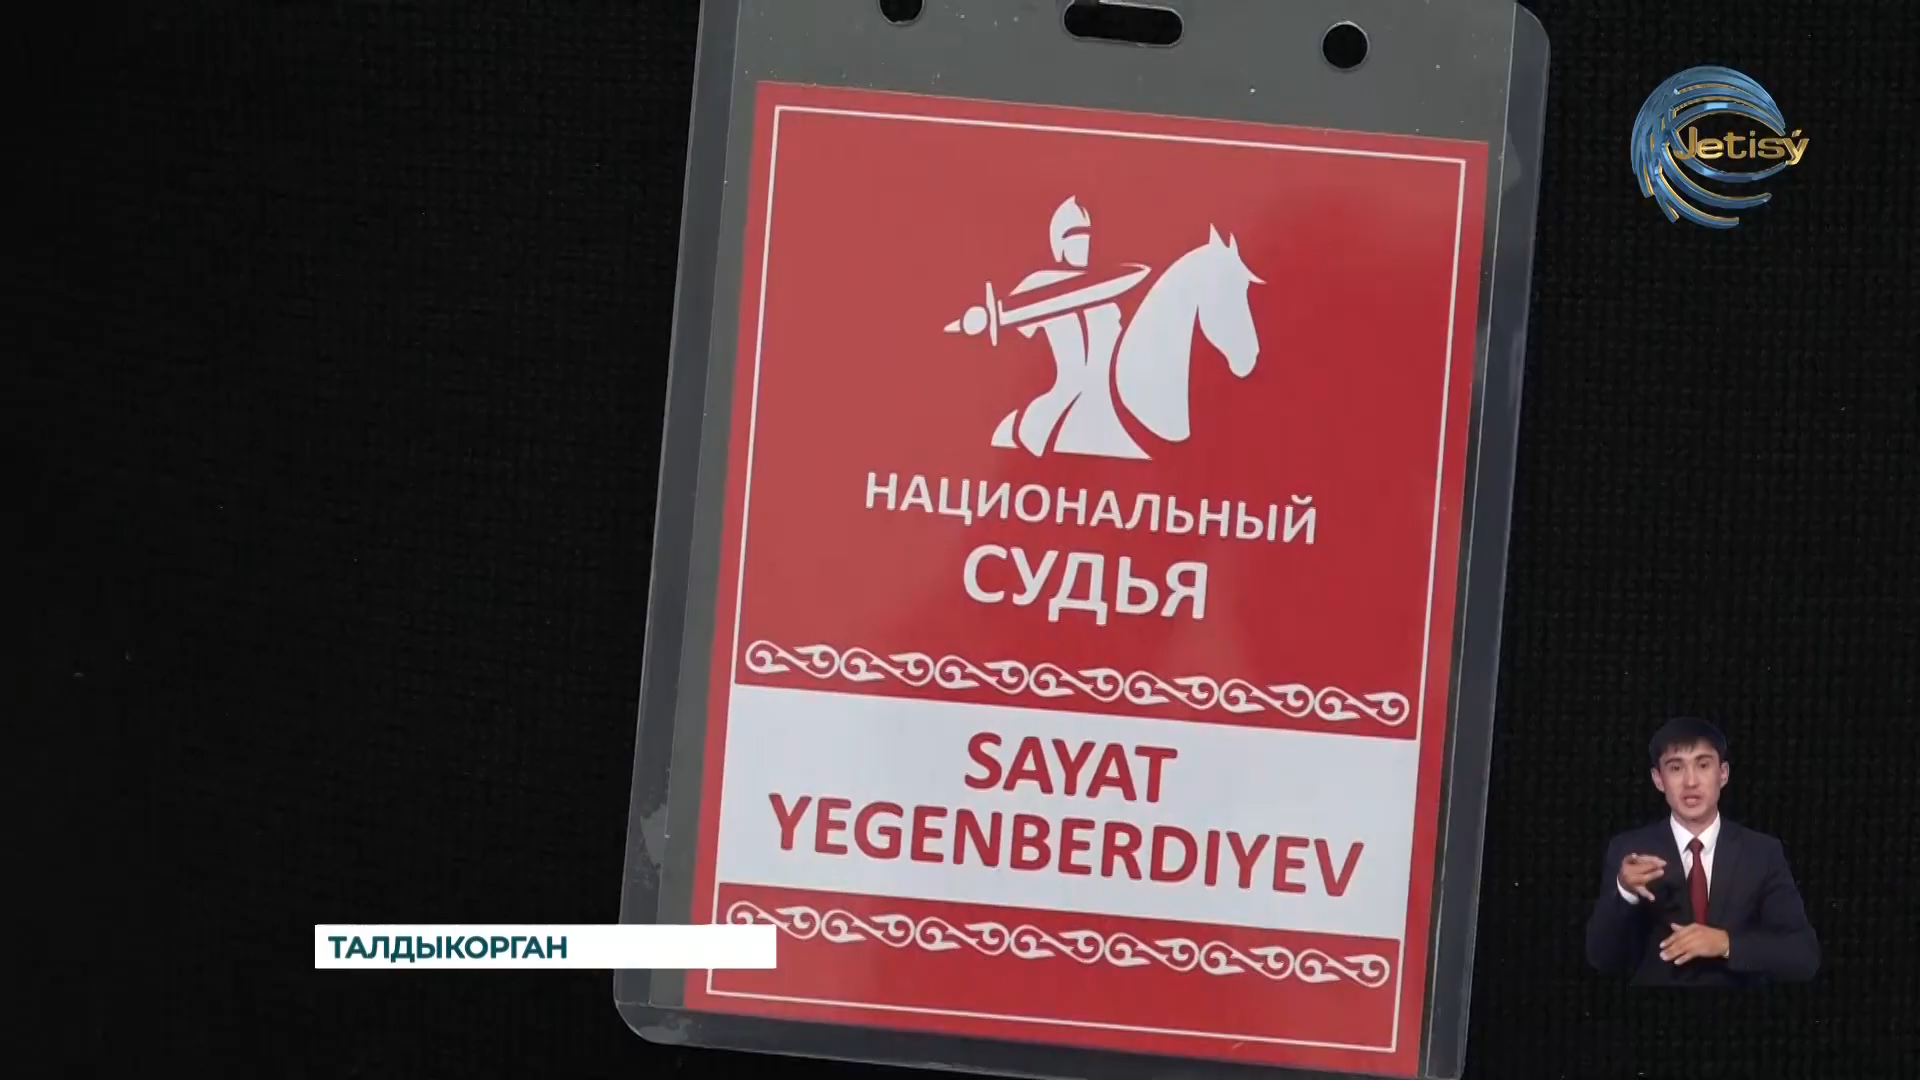 Jetisý
НАЦИОНАЛЬНЫЙ
СУДЬЯ
SAYAT
YEGENBERDIYEV
ТАЛДЫКОРГАН